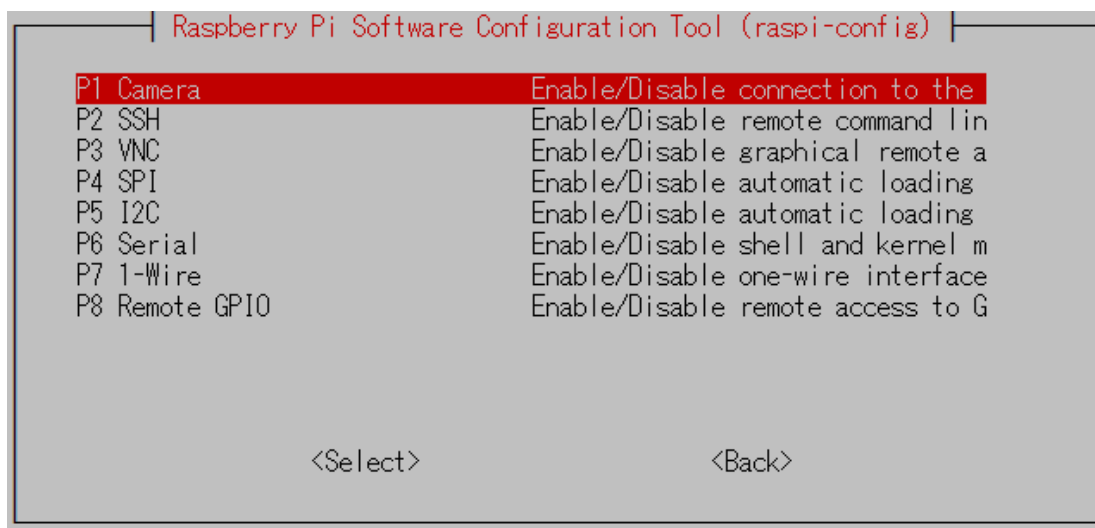 Raspberry Pi Software Configuration Tool (raspi-config)
P1 Camera Enable/Disable connection to the
P2 SSH Enable/Disable remote command lin
P3 VNC Enable/Disable graphical remote a
P4 SPI Enable/Disable automatic loading
P5 I2C Enable/Disable automatic loading
P6 Serial Enable/Disable shell and kernel m
P7 1-Wire Enable/Disable one-wire interface
P8 Remote GPIO Enable/Disable remote access to G
<Select> <Back>